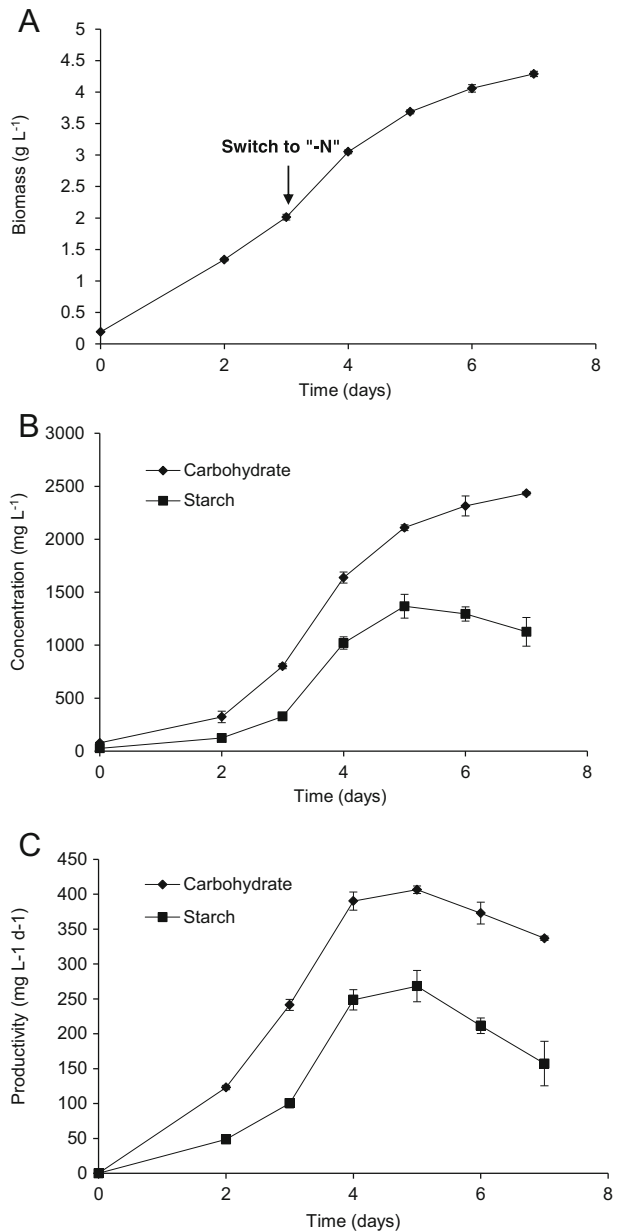 A
Biomass (g L-1)
4.5
4
3.5
3
2.5
2
1.5
1
0.5
0
Switch to "-N"
0 2 4 6 8
Time (days)
B
Concentration (mg L-1)
3000
2500
2000
1500
1000
500
0
Carbohydrate
Starch
0 2 4 6 8
Time (days)
C
Productivity (mg L-1 d-1)
450
400
350
300
250
200
150
100
50
0
Carbohydrate
Starch
0 2 4 6 8
Time (days)